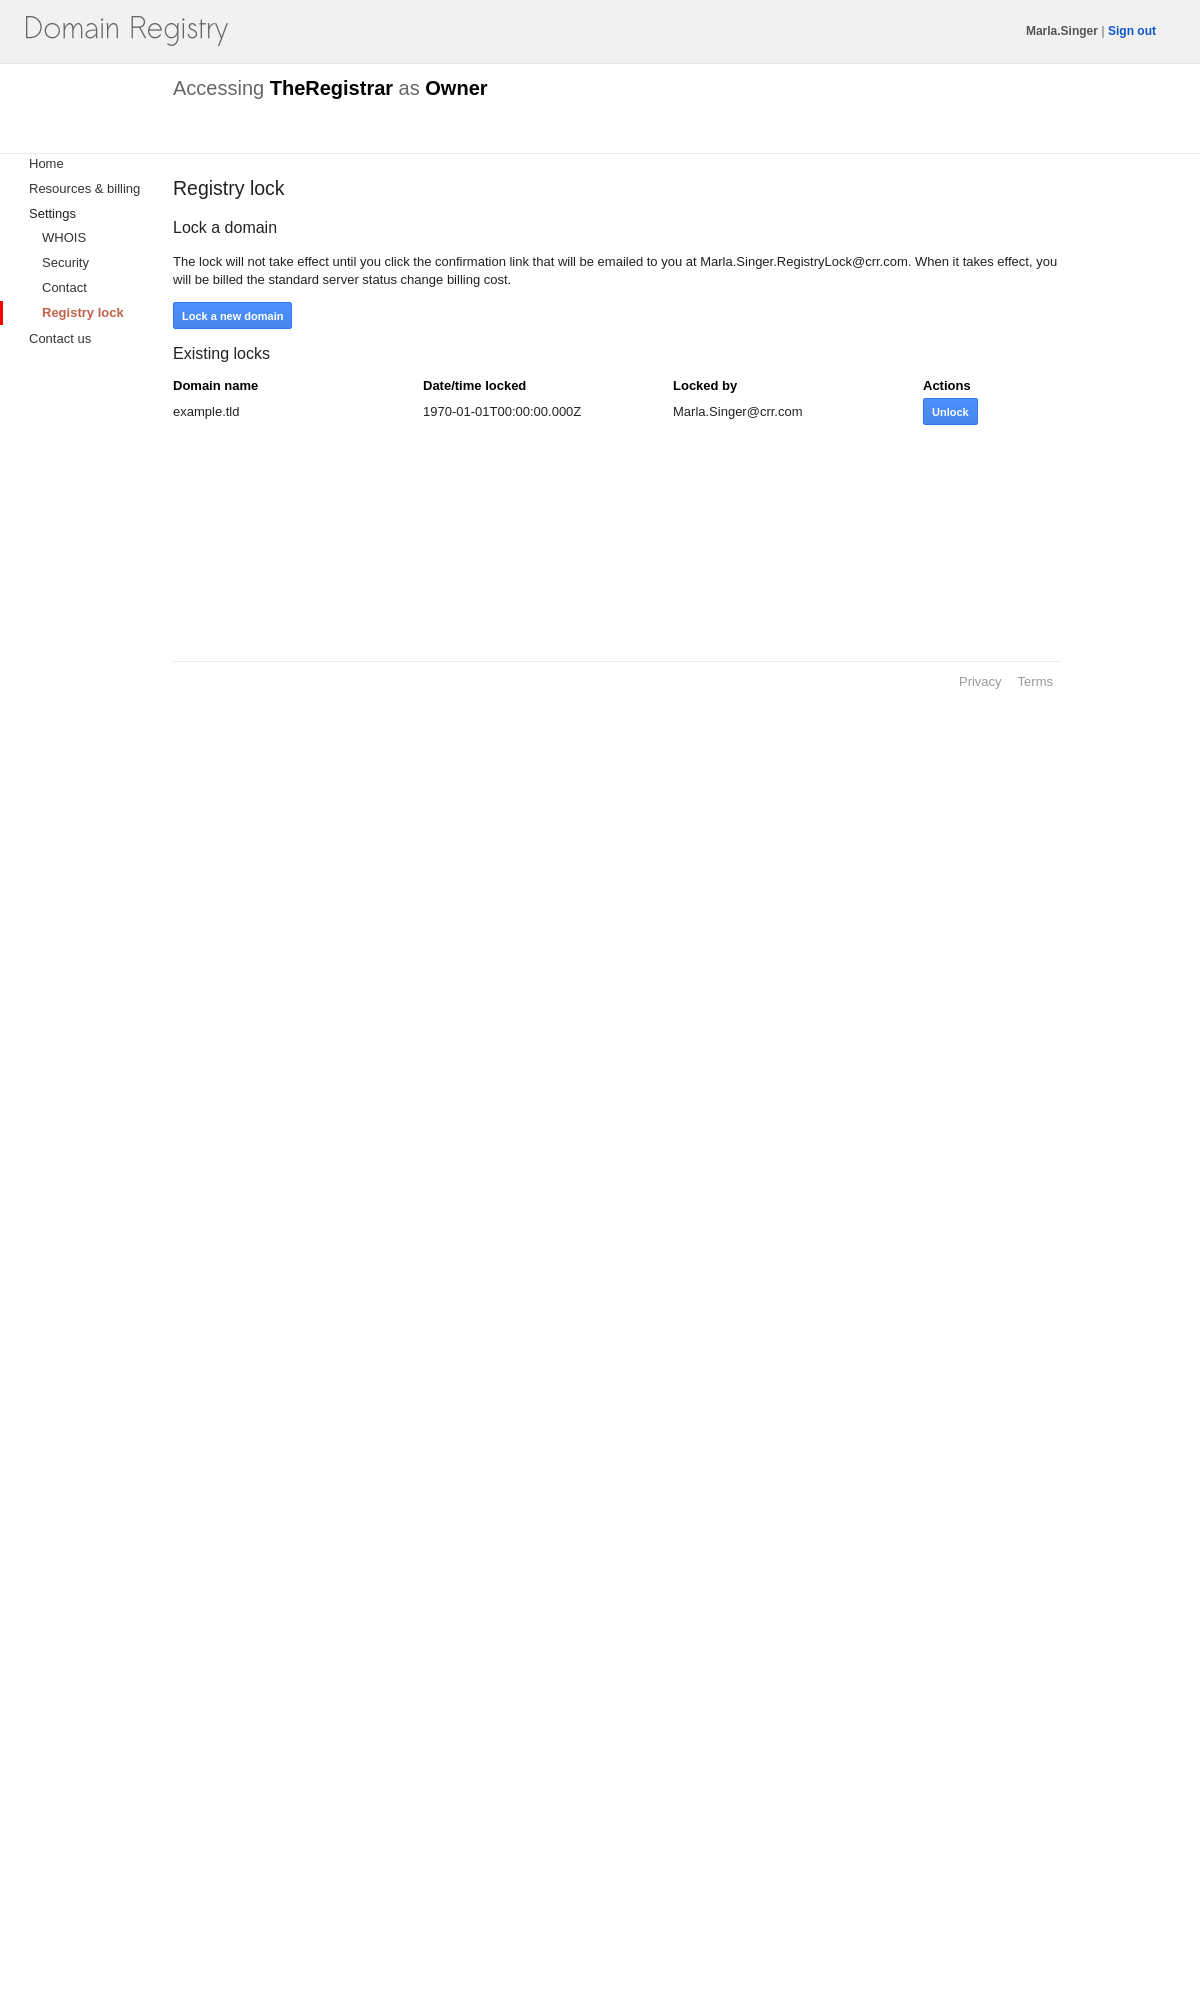 Domain Registry
Marla.Singer | Sign out
Accessing TheRegistrar as Owner
Home
Resources & billing
Settings
WHOIS
Security
Contact
Registry lock
Contact us
Registry lock
Lock a domain
The lock will not take effect until you click the confirmation link that will be emailed to you at Marla.Singer.RegistryLock@crr.com. When it takes effect, you
will be billed the standard server status change billing cost.
Lock a new domain
Existing locks
Domain name Date/time locked Locked by Actions
example.tld 1970-01-01T00:00:00.000Z Marla.Singer@crr.com Unlock
Privacy Terms